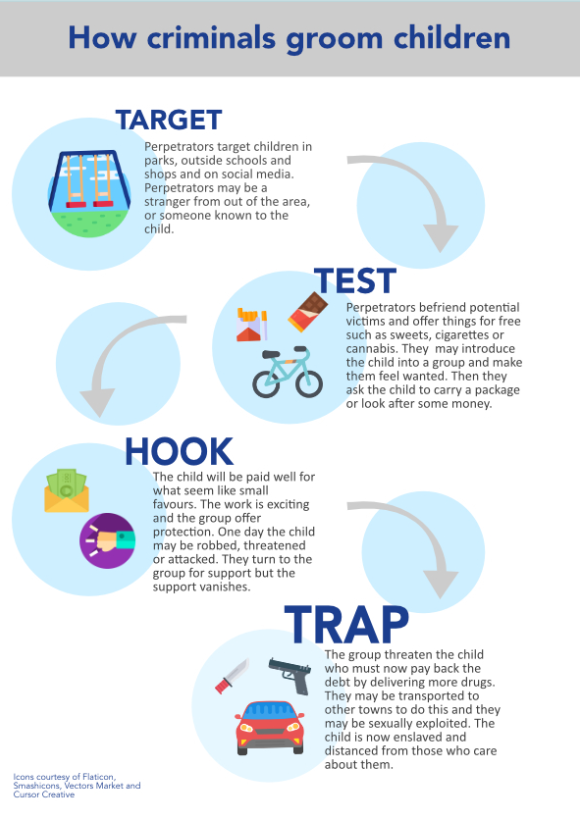 How criminals groom children
TARGET
Perpetrators target children in
parks, outside schools and
shops and on social media.
Perpetrators may be a
stranger from out of the area,
or someone known to the
child.
TEST
Perpetrators befriend potential
victims and offer things for free
such as sweets, cigarettes or
cannabis. They may introduce
the child into a group and make
them feel wanted. Then they
ask the child to carry a package
or look after some money.
HOOK
The child will be paid well for
what seem like small
favours. The work is exciting
and the group offer
protection. One day the child
may be robbed, threatened
or attacked. They turn to the
group for support but the
support vanishes.
TRAP
The group threaten the child
who must now pay back the
debt by delivering more drugs.
They may be transported to
other towns to do this and they
may be sexually exploited. The
child is now enslaved and
distanced from those who care
about them.
Icons courtesy of Flaticon,
Smashicons, Vectors Market and
Cursor Creative